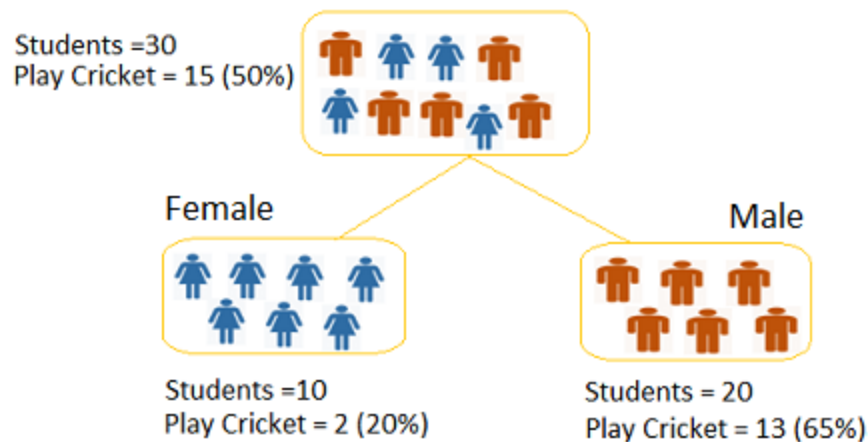 Students =30
Play Cricket = 15 (50%)
Female
Male
Students =10
Play Cricket = 2 (20%)
Students = 20
Play Cricket = 13 (65%)